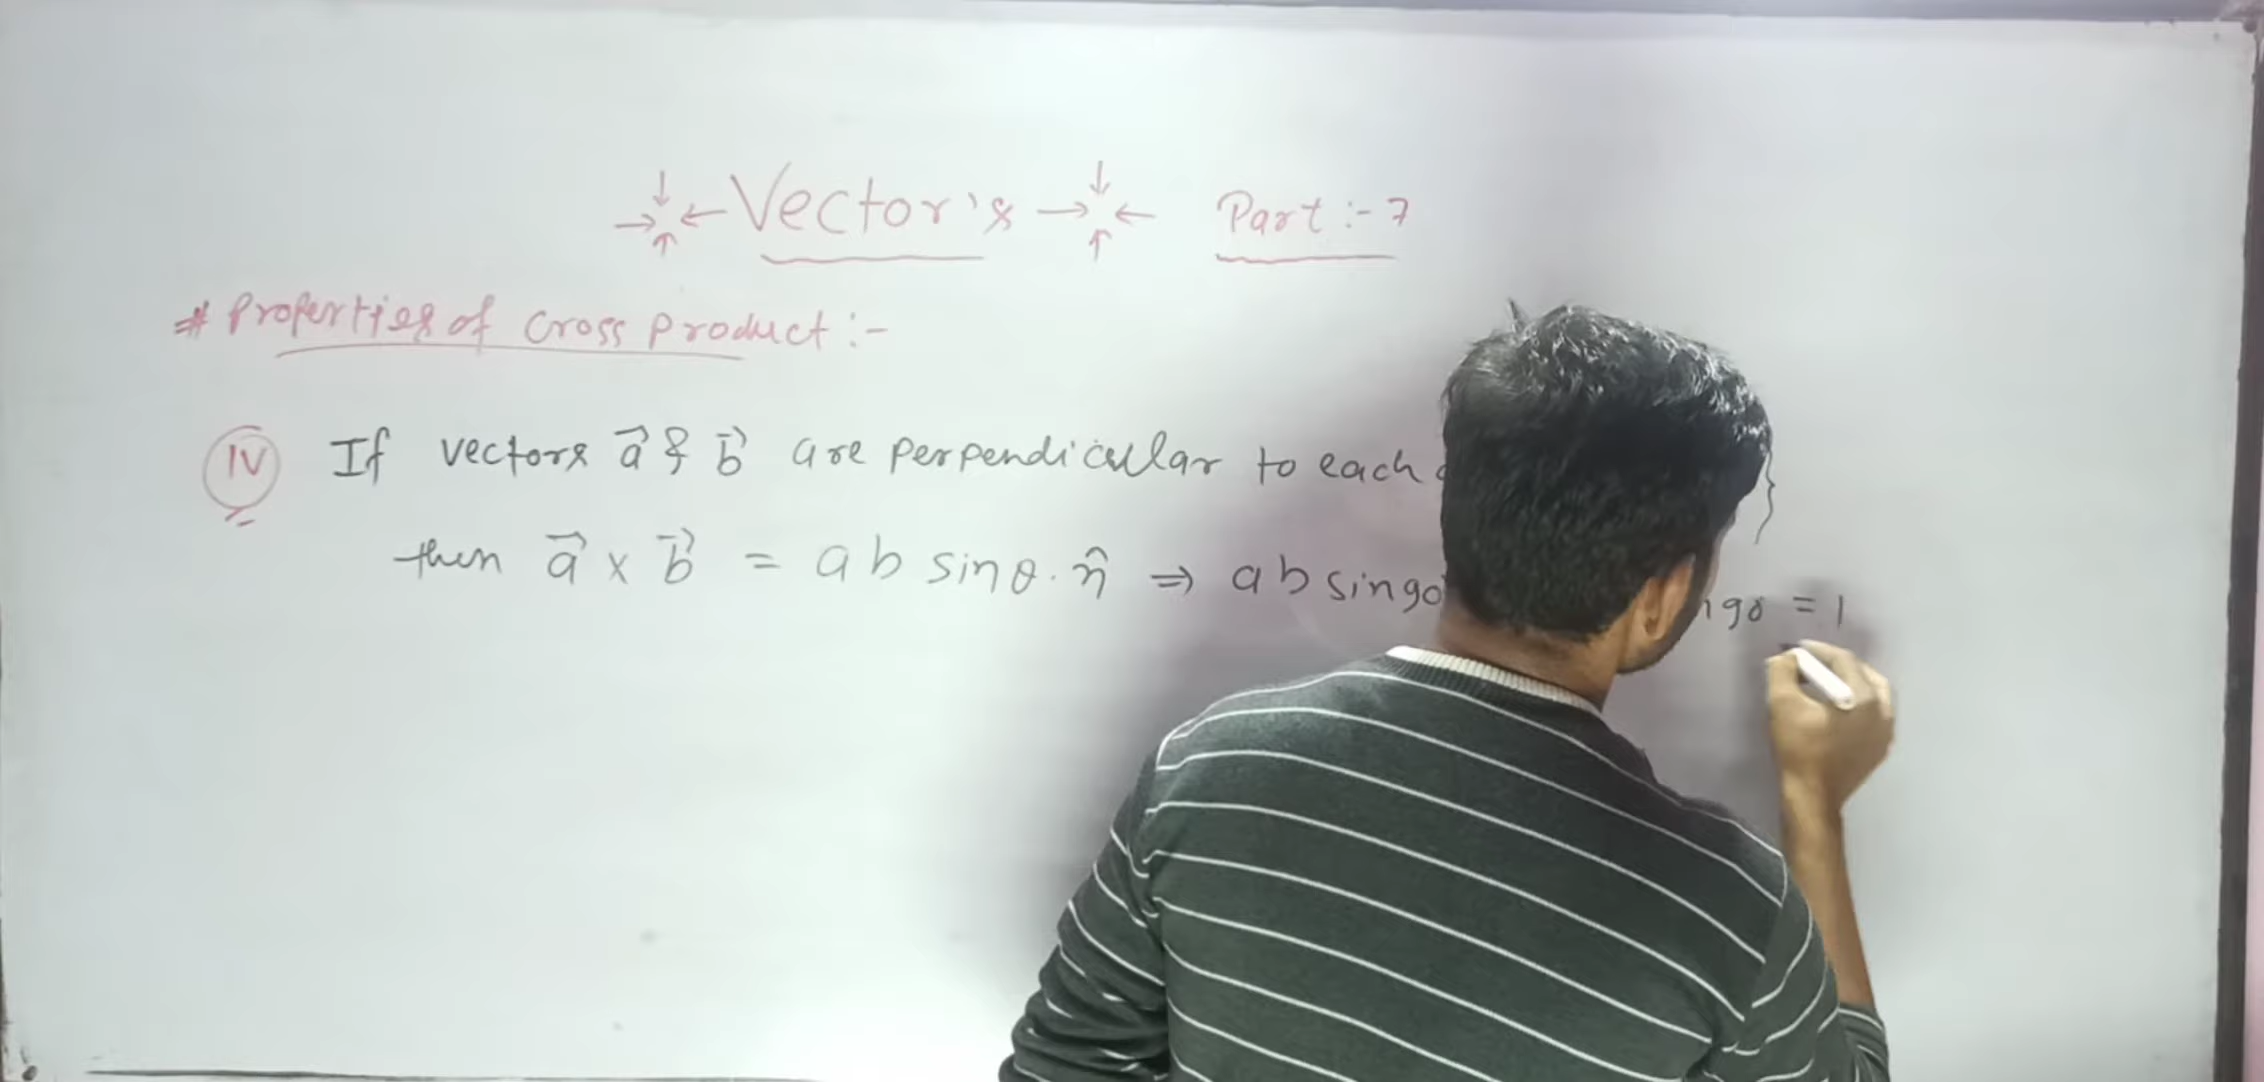 Vector's Part :- 7
# Properties of cross product :-
IV If vectors a⃗ & b⃗ are perpendicular to each
then a⃗ x b⃗ = ab sinθ. n̂ ⇒ ab sin90 = 1